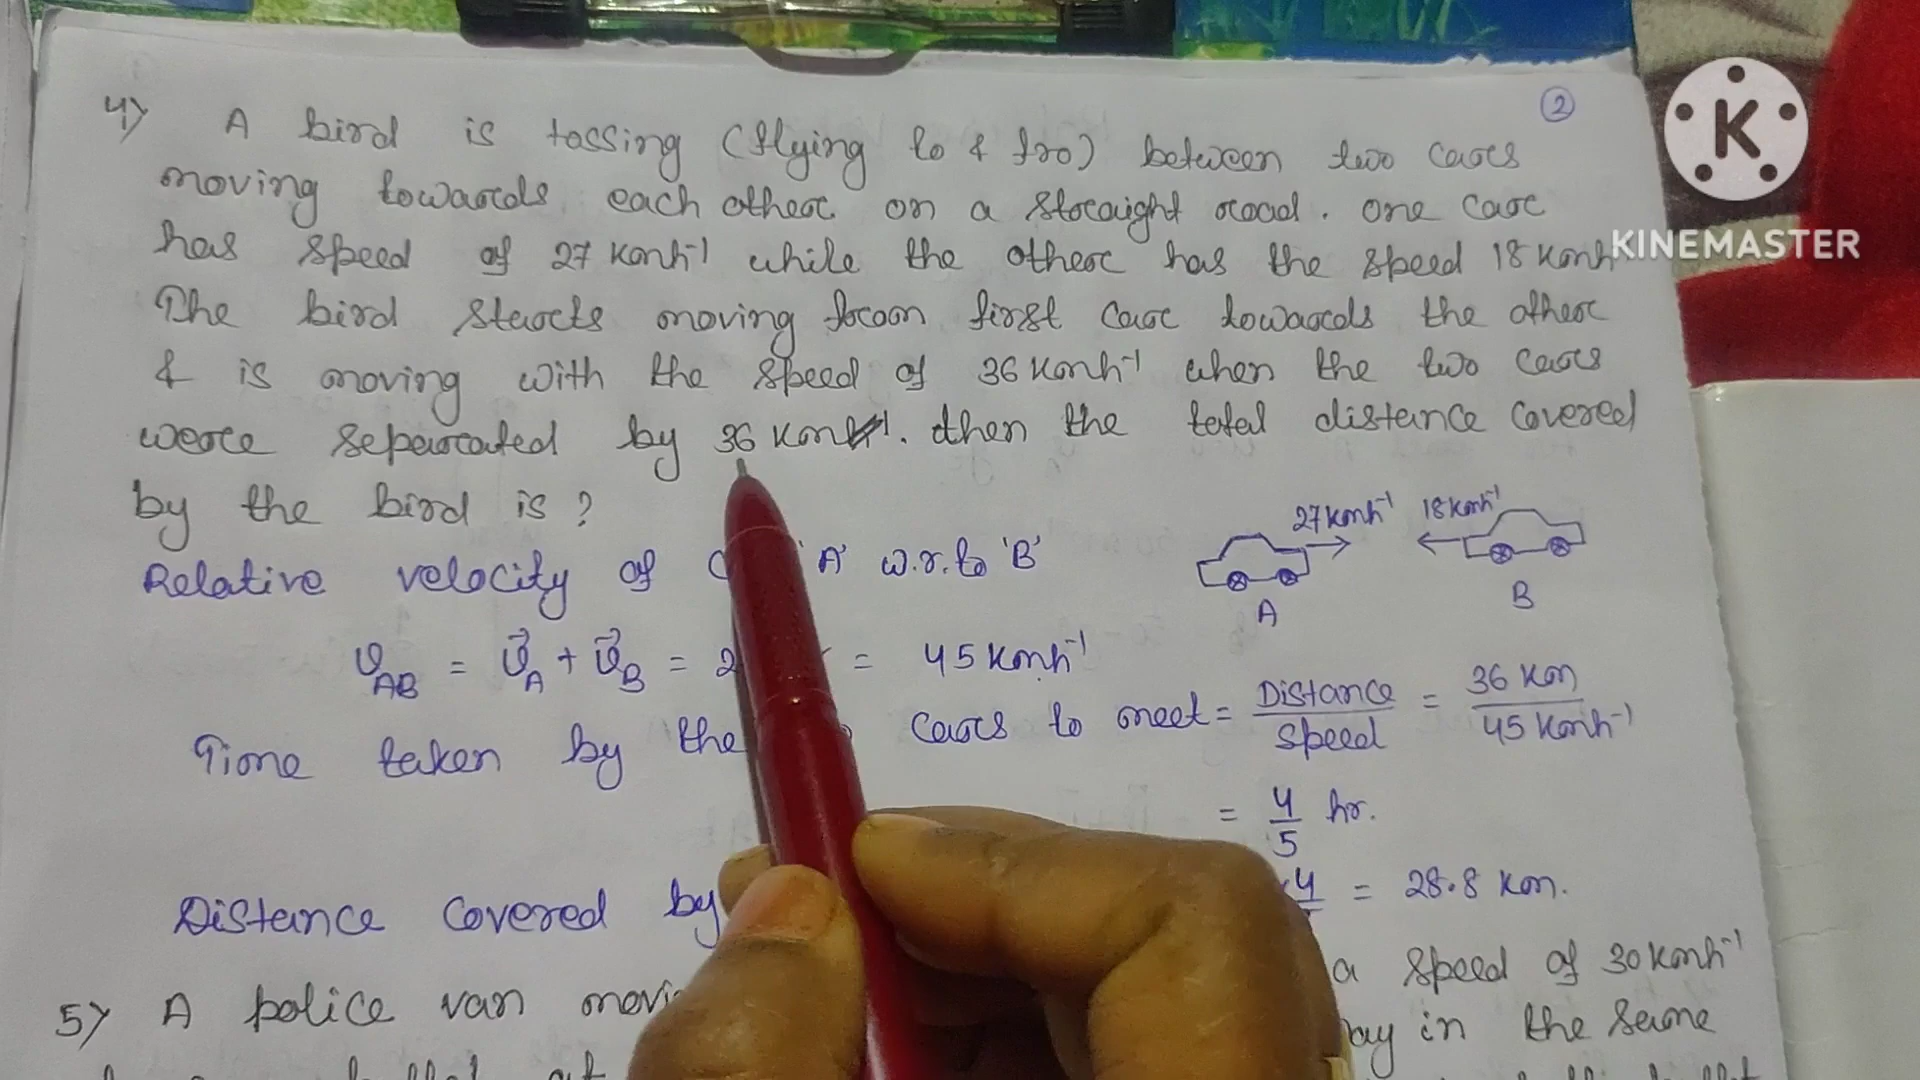 ②
4) A bird is tossing (flying to & fro) between two cars
moving towards each other on a straight road. One car
has speed of 27 Kmh⁻¹ while the other has the speed 18 Kmh
The bird starts moving from first car towards the other
& is moving with the speed of 36 Kmh⁻¹ when the two cars
were separated by 36 Km. then the total distance covered
by the bird is?
27 Kmh⁻¹ 18 Kmh⁻¹
Relative velocity of 'A' w.r.to 'B'
A B
V_AB = V⃗_A + V⃗_B = 2 = 45 Kmh⁻¹
Time taken by the cars to meet = Distance/Speed = 36 Km/45 Kmh⁻¹
= 4/5 hr.
Distance covered by 4 = 28.8 Km.
5) A police van a speed of 30 Kmh⁻¹
in the same
K
KINEMASTER